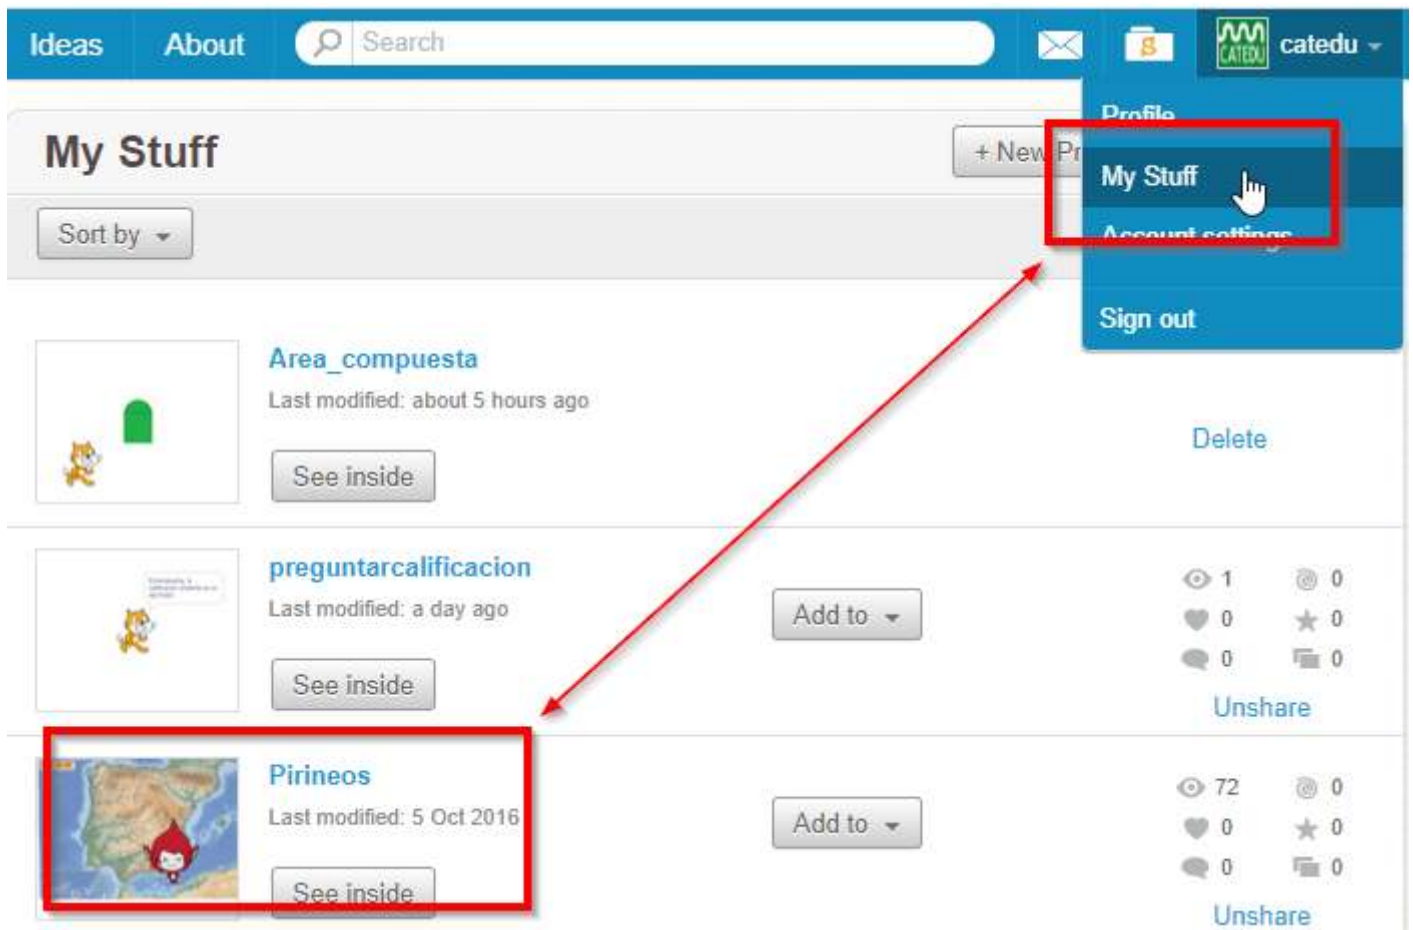 Ideas About Search CATEDU catedu
Profile
My Stuff
Account settings
Sign out
My Stuff + New Pr
Sort by
Area_compuesta
Last modified: about 5 hours ago
See inside
Delete
preguntarcalificacion
Last modified: a day ago
See inside
Add to
1 0
0 0
0 0
Unshare
Pirineos
Last modified: 5 Oct 2016
See inside
Add to
72 0
0 0
0 0
Unshare